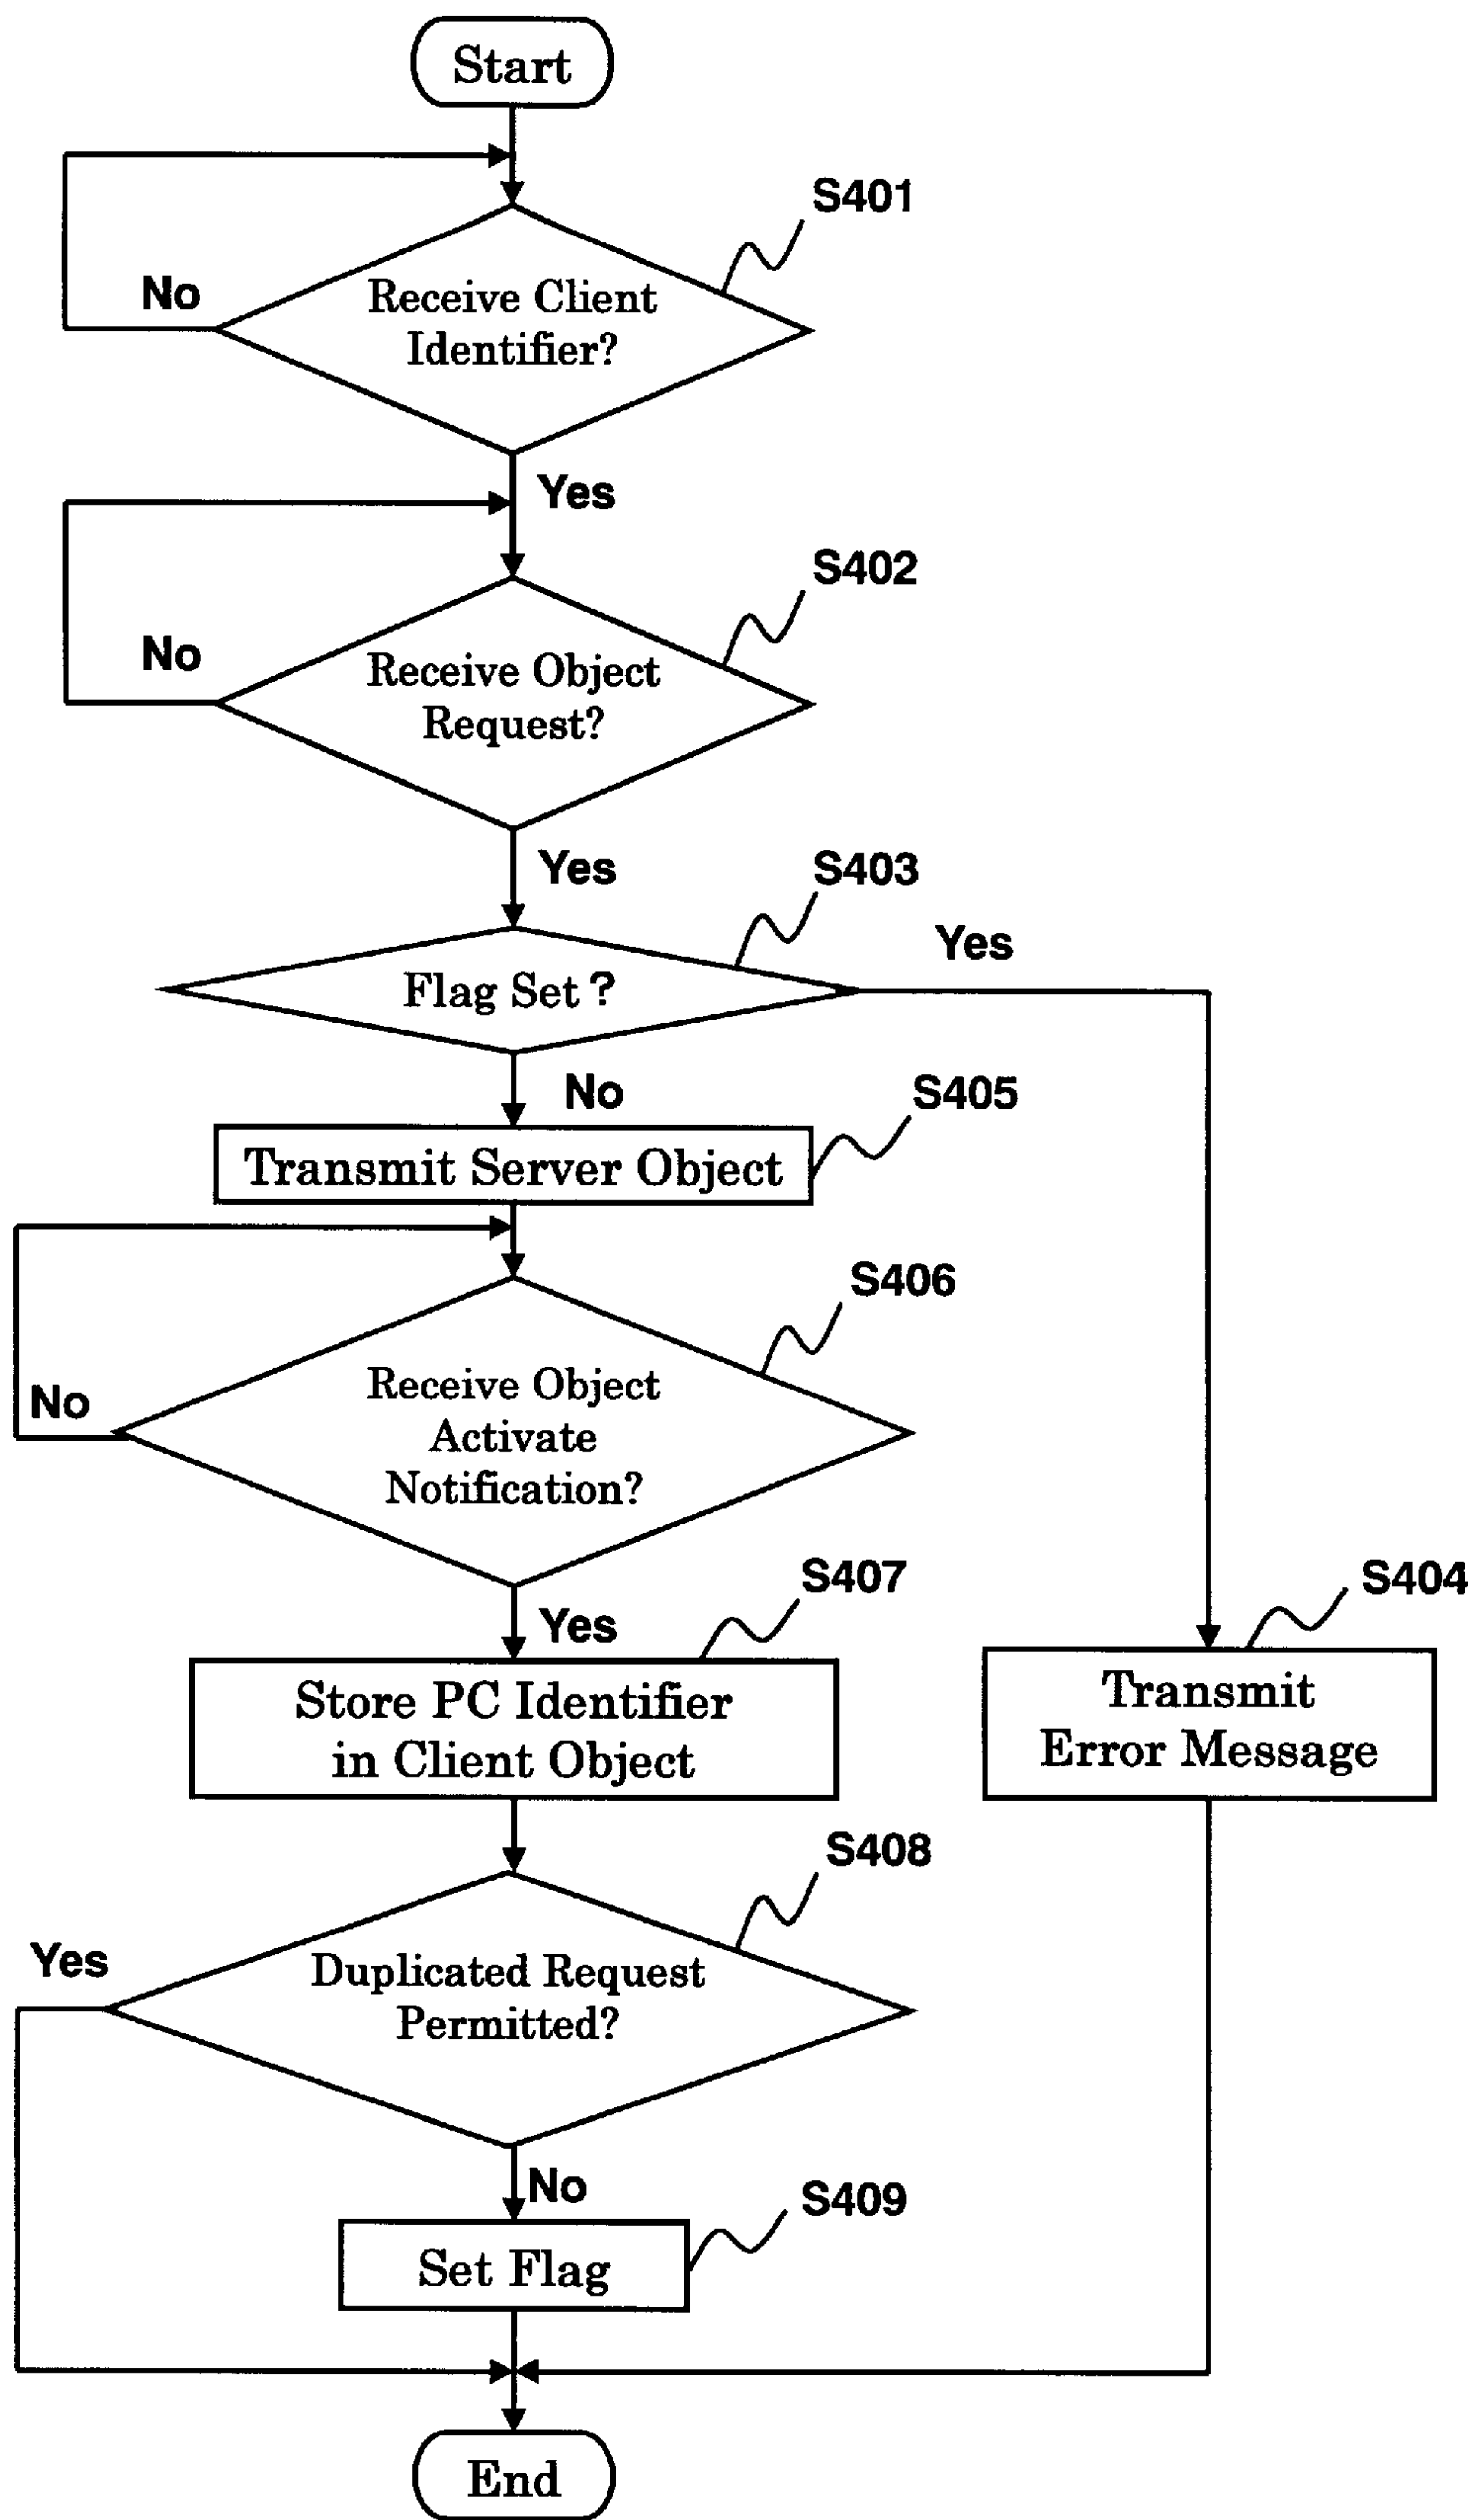 Start
S401
No
Receive Client
Identifier?
Yes
S402
No
Receive Object
Request?
Yes
S403
Yes
Flag Set ?
No
S405
Transmit Server Object
S406
Receive Object
No
Activate
Notification?
S407
S404
Yes
Store PC Identifier
in Client Object
Transmit
Error Message
S408
Yes
Duplicated Request
Permitted?
No
S409
Set Flag
End